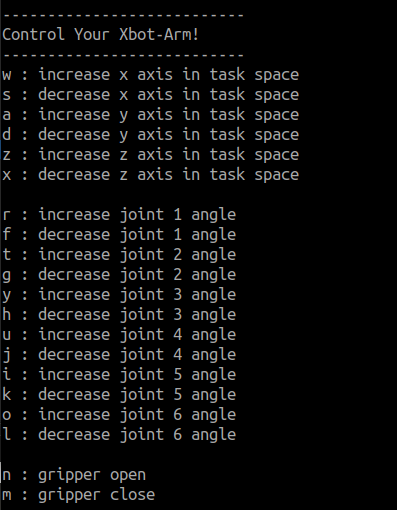 ---------------------------
Control Your Xbot-Arm!
---------------------------
w : increase x axis in task space
s : decrease x axis in task space
a : increase y axis in task space
d : decrease y axis in task space
z : increase z axis in task space
x : decrease z axis in task space

r : increase joint 1 angle
f : decrease joint 1 angle
t : increase joint 2 angle
g : decrease joint 2 angle
y : increase joint 3 angle
h : decrease joint 3 angle
u : increase joint 4 angle
j : decrease joint 4 angle
i : increase joint 5 angle
k : decrease joint 5 angle
o : increase joint 6 angle
l : decrease joint 6 angle

n : gripper open
m : gripper close